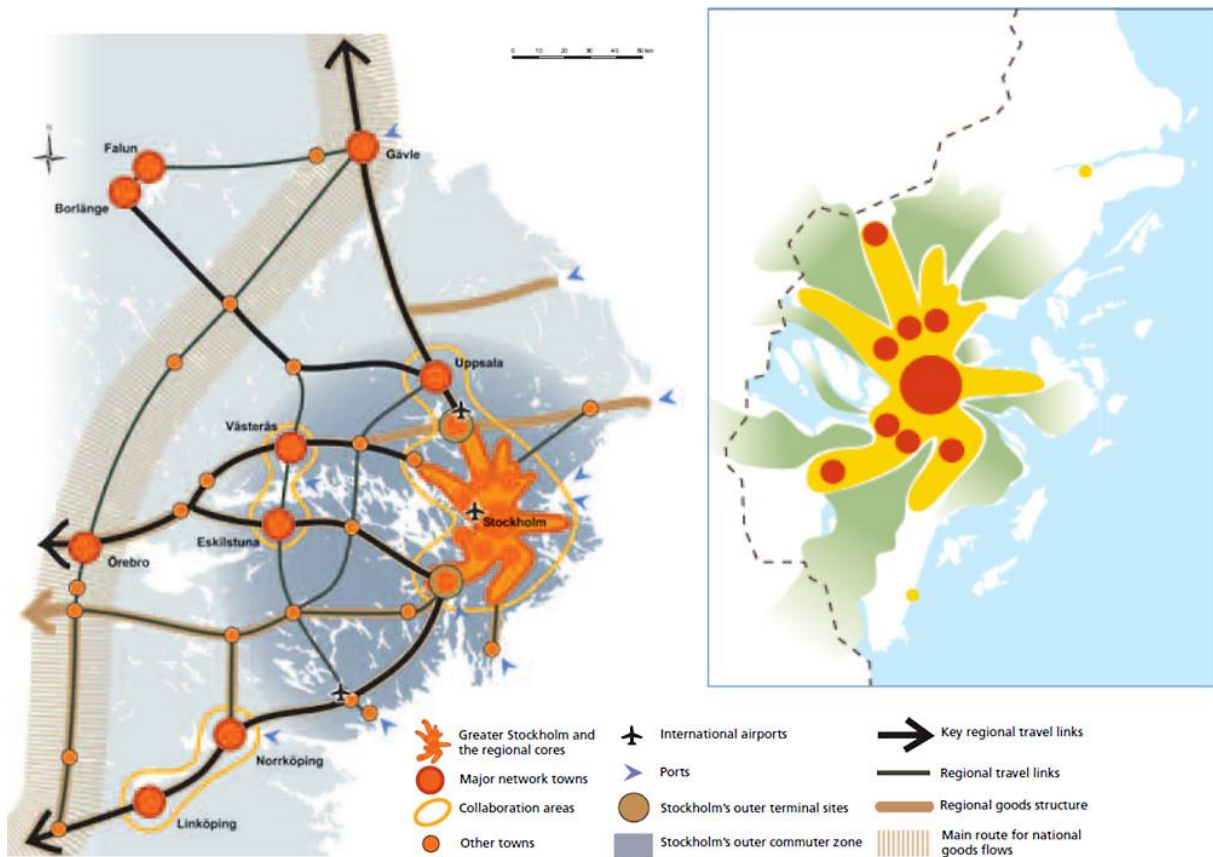 0 10 20 30 40 50 km
N
Falun
Gävle
Borlänge
Uppsala
Västerås
Stockholm
Eskilstuna
Örebro
Norrköping
Linköping
Greater Stockholm and
the regional cores
Major network towns
Collaboration areas
Other towns
International airports
Ports
Stockholm's outer terminal sites
Stockholm's outer commuter zone
Key regional travel links
Regional travel links
Regional goods structure
Main route for national
goods flows